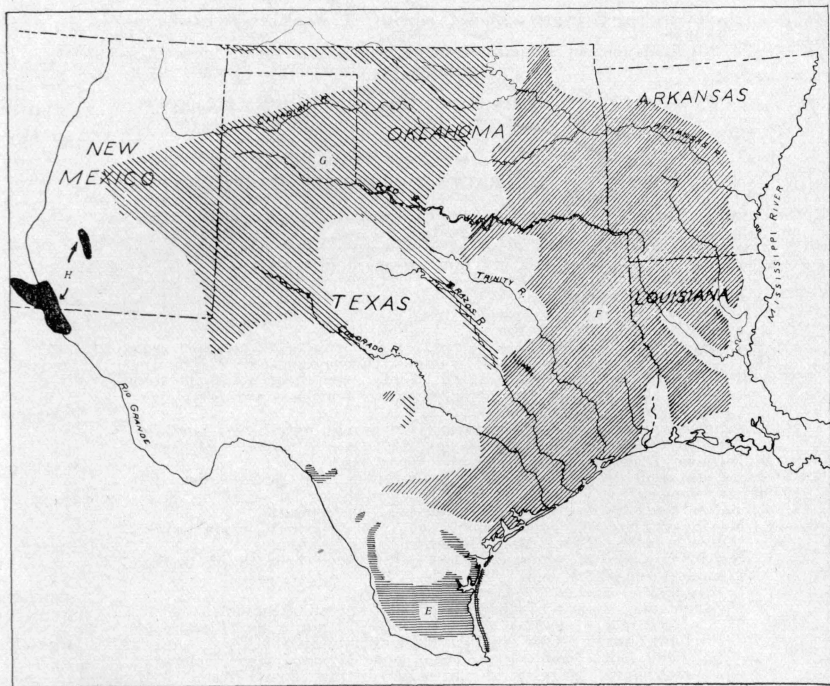 ARKANSAS
CANADIAN R.
OKLAHOMA
ARKANSAS R.
NEW
MEXICO
G
RED R.
MISSISSIPPI RIVER
H
TRINITY R.
TEXAS
BRAZOS R.
LOUISIANA
F
COLORADO R.
RIO GRANDE
E